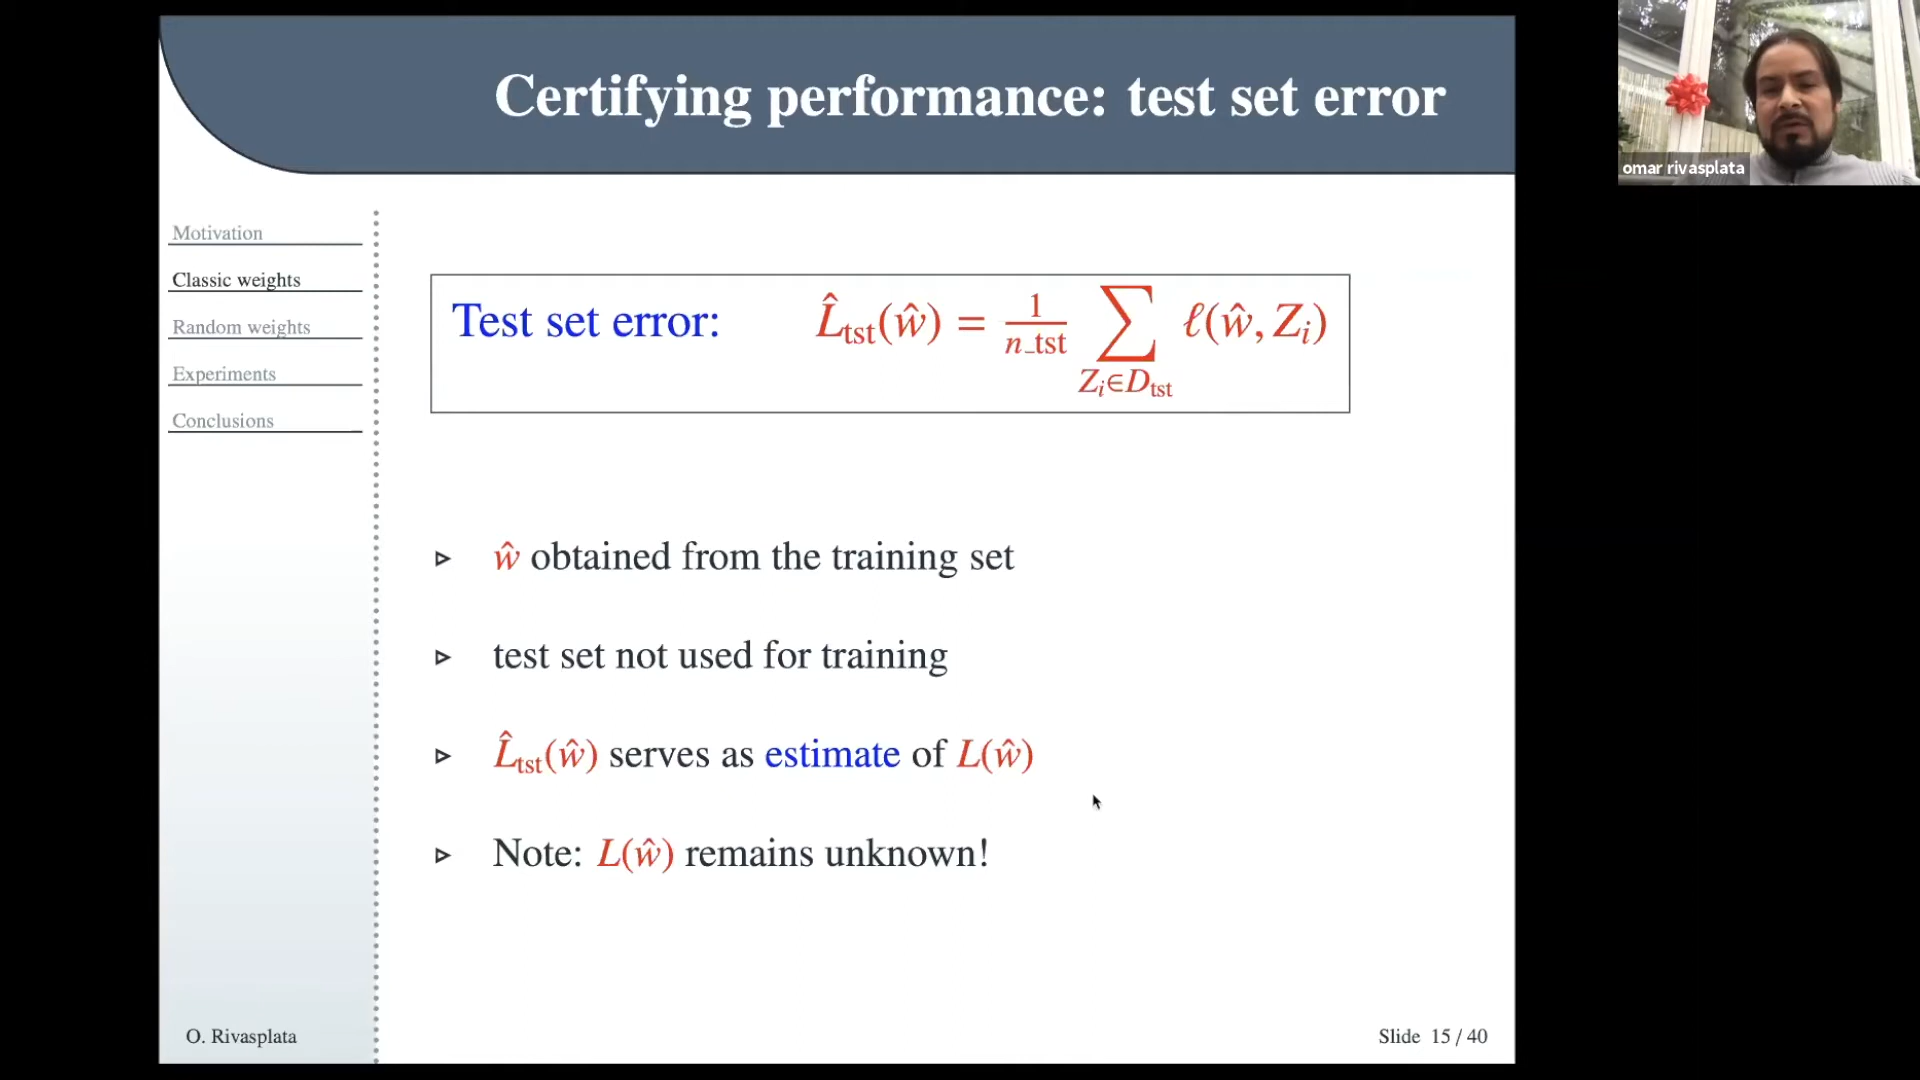 Certifying performance: test set error
omar rivasplata
Motivation
Classic weights
Random weights
Experiments
Conclusions
Test set error: L̂_tst(ŵ) = 1/n_tst ∑_{Z_i∈D_tst} ℓ(ŵ, Z_i)
▹ ŵ obtained from the training set
▹ test set not used for training
▹ L̂_tst(ŵ) serves as estimate of L(ŵ)
▹ Note: L(ŵ) remains unknown!
O. Rivasplata
Slide 15 / 40